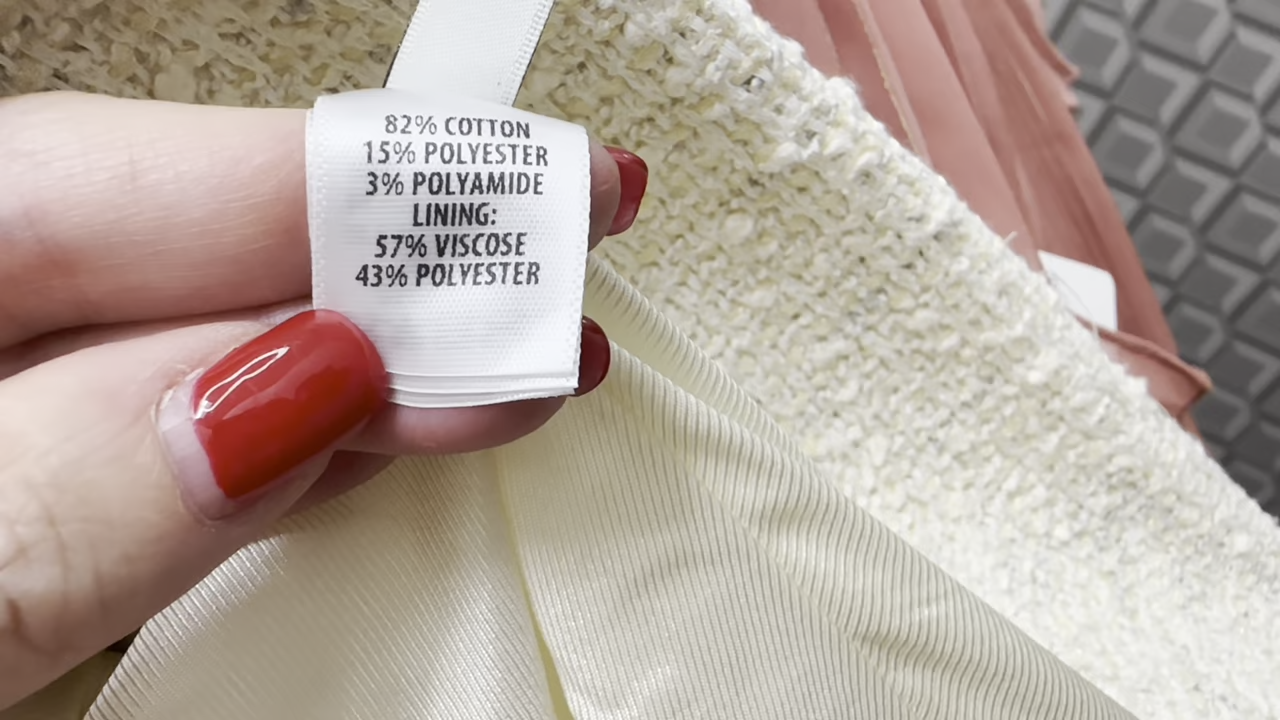 82% COTTON
15% POLYESTER
3% POLYAMIDE
LINING:
57% VISCOSE
43% POLYESTER